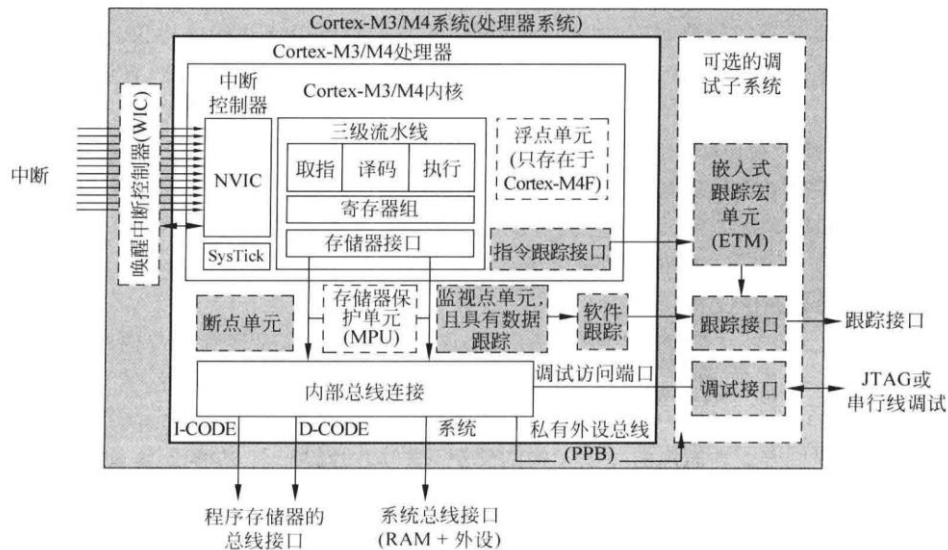 Cortex-M3/M4系统(处理器系统)
Cortex-M3/M4处理器
可选的调
试子系统
中断
控制器
Cortex-M3/M4内核
唤醒中断控制器(WIC)
中断
NVIC
SysTick
三级流水线
取指
译码
执行
寄存器组
存储器接口
浮点单元
(只存在于
Cortex-M4F)
指令跟踪接口
嵌入式
跟踪宏
单元
(ETM)
断点单元
存储器保
护单元
(MPU)
监视点单元,
且具有数据
跟踪
软件
跟踪
跟踪接口
跟踪接口
内部总线连接
调试访问端口
调试接口
JTAG或
串行线调试
I-CODE
D-CODE
系统
私有外设总线
(PPB)
程序存储器的
总线接口
系统总线接口
(RAM + 外设)